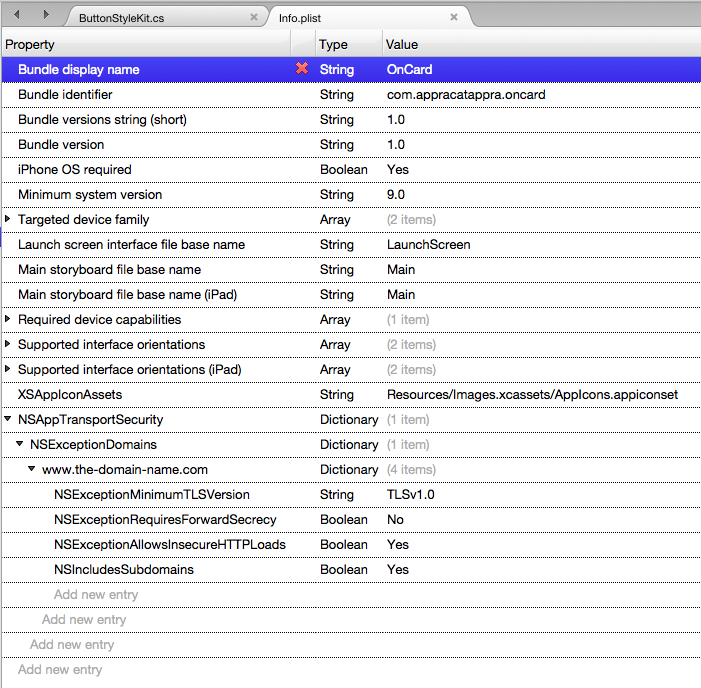 ButtonStyleKit.cs Info.plist
Property Type Value
Bundle display name String OnCard
Bundle identifier String com.appracatappra.oncard
Bundle versions string (short) String 1.0
Bundle version String 1.0
iPhone OS required Boolean Yes
Minimum system version String 9.0
Targeted device family Array (2 items)
Launch screen interface file base name String LaunchScreen
Main storyboard file base name String Main
Main storyboard file base name (iPad) String Main
Required device capabilities Array (1 item)
Supported interface orientations Array (2 items)
Supported interface orientations (iPad) Array (2 items)
XSAppIconAssets String Resources/Images.xcassets/AppIcons.appiconset
NSAppTransportSecurity Dictionary (1 item)
NSExceptionDomains Dictionary (1 item)
www.the-domain-name.com Dictionary (4 items)
NSExceptionMinimumTLSVersion String TLSv1.0
NSExceptionRequiresForwardSecrecy Boolean No
NSExceptionAllowsInsecureHTTPLoads Boolean Yes
NSIncludesSubdomains Boolean Yes
Add new entry
Add new entry
Add new entry
Add new entry